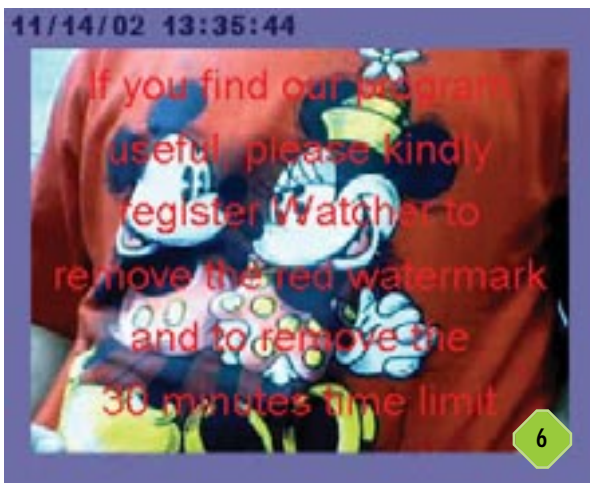 11/14/02 13:35:44
If you find our program
useful, please kindly
register Watcher to
remove the red watermark
and to remove the
30 minutes time limit
6